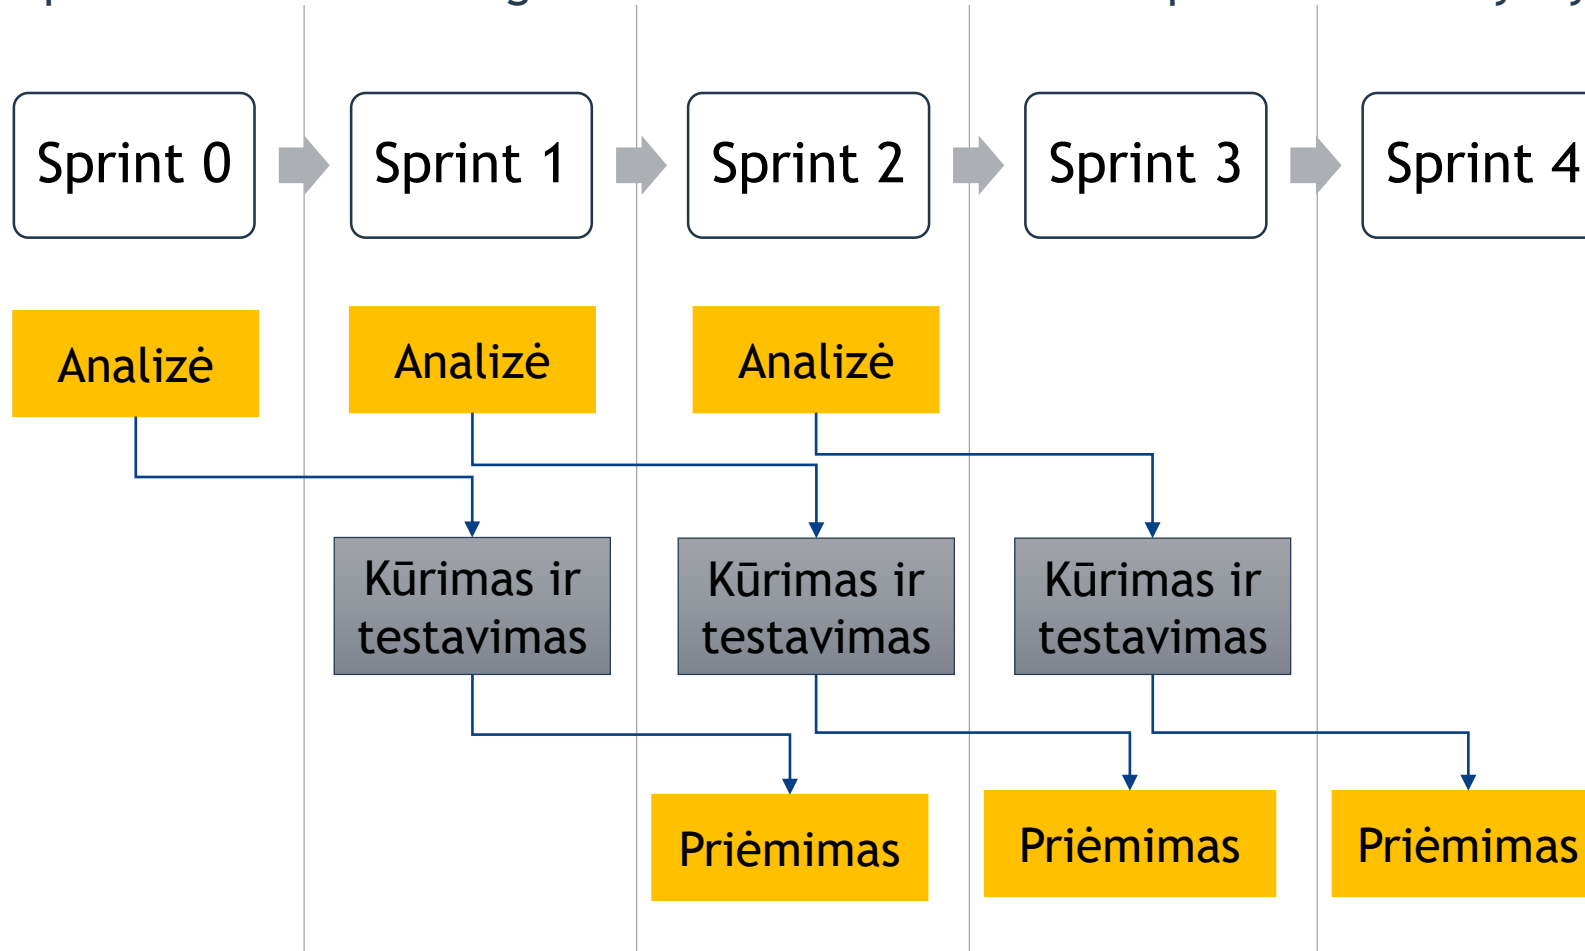 Sprint 0
Sprint 1
Sprint 2
Sprint 3
Sprint 4
Analizė
Analizė
Analizė
Kūrimas ir
testavimas
Kūrimas ir
testavimas
Kūrimas ir
testavimas
Priėmimas
Priėmimas
Priėmimas